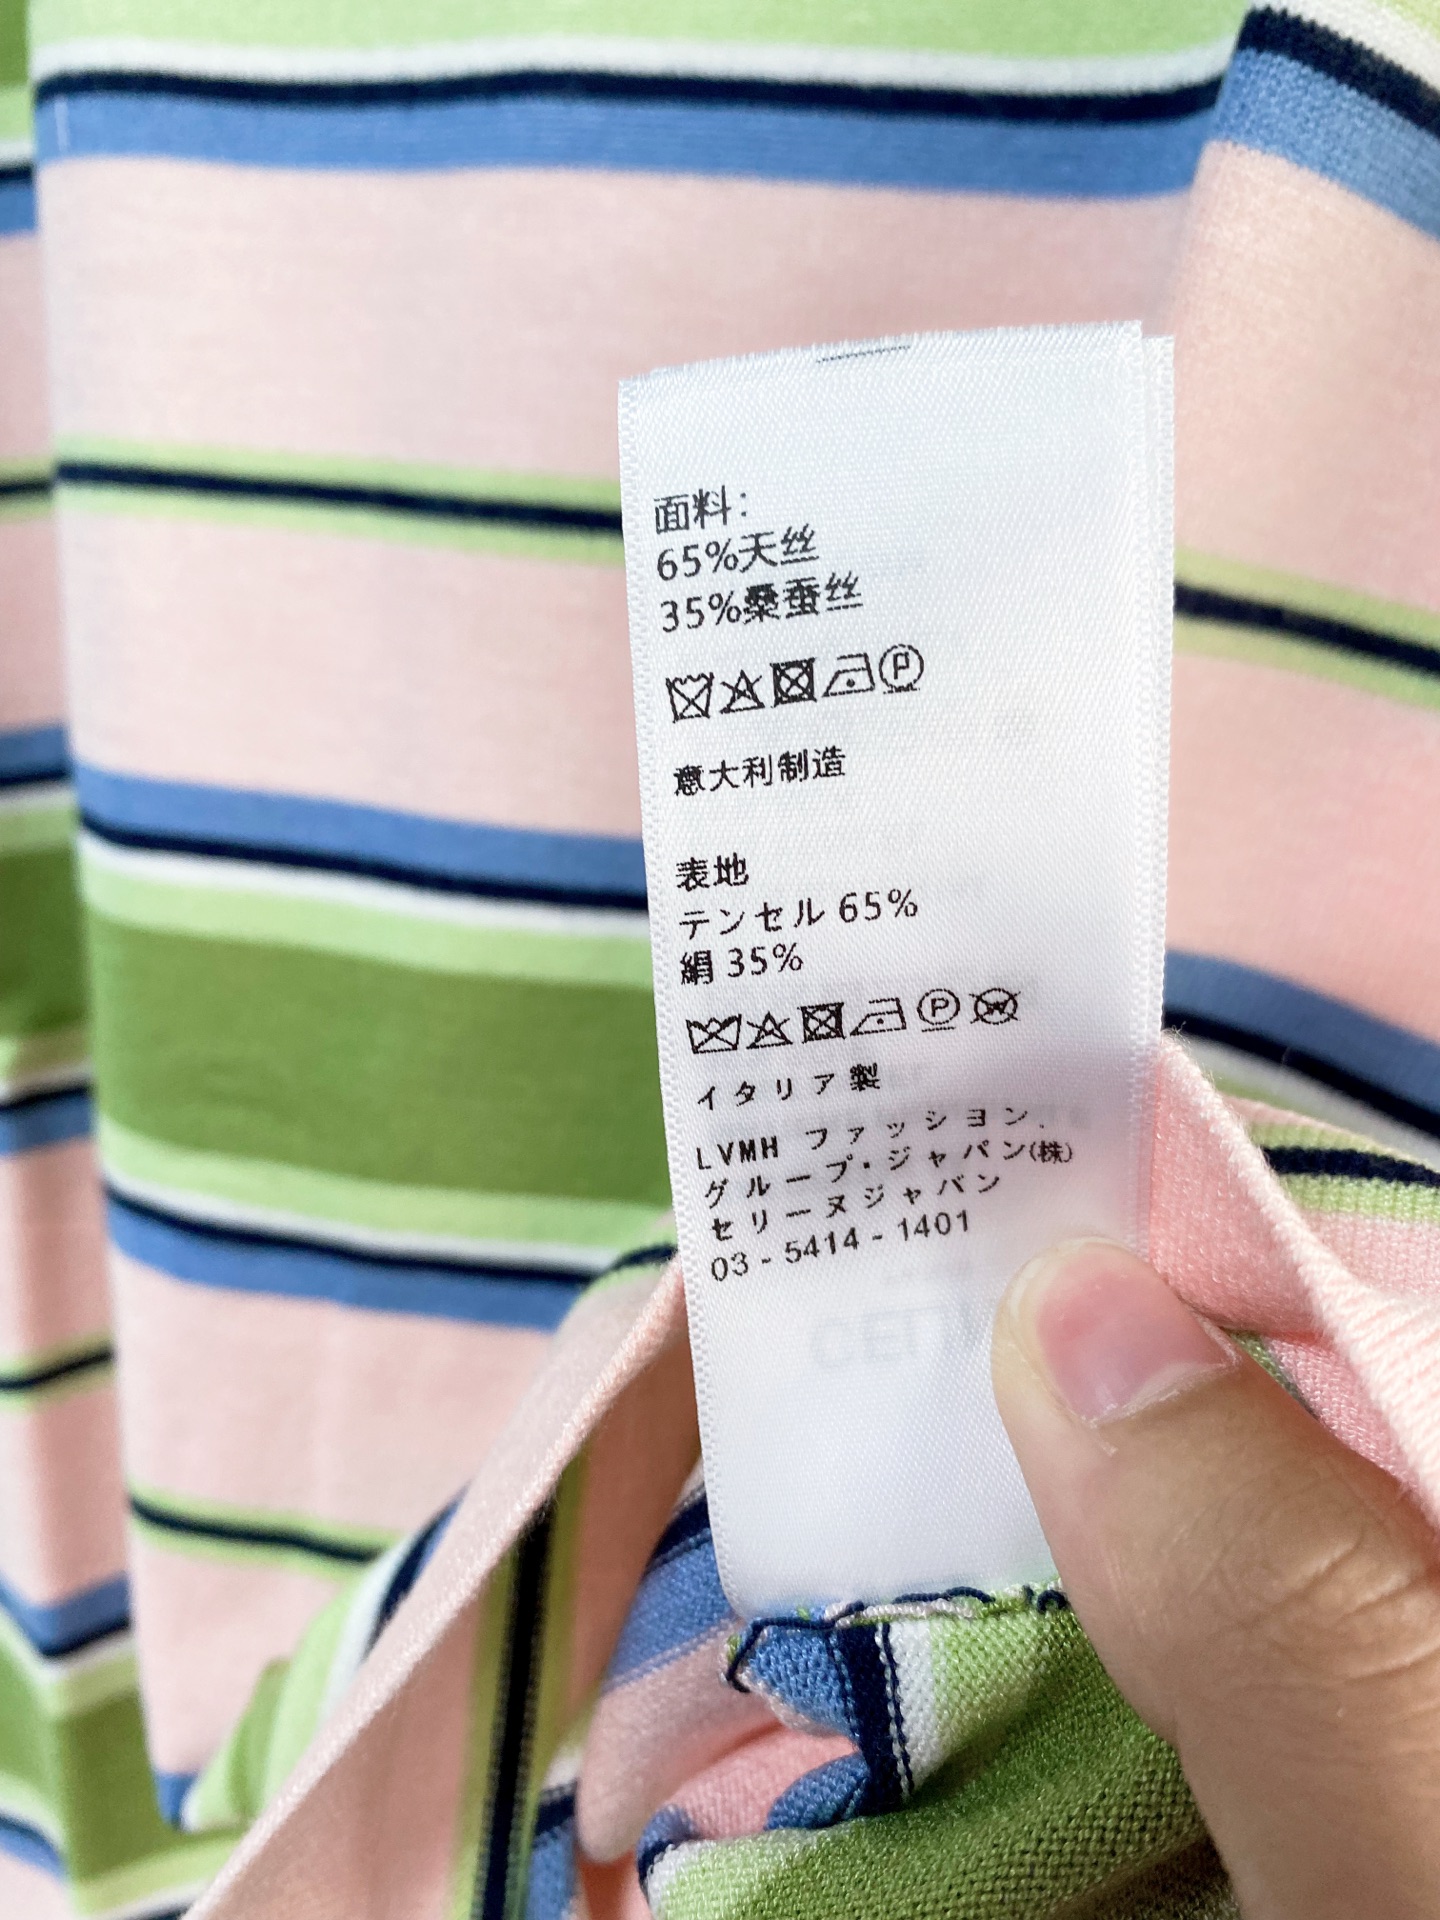 面料:
65%天丝
35%桑蚕丝
P
意大利制造
表地
テンセル 65%
絹 35%
P W
イタリア製
LVMH ファッション.
グループ・ジャパン(株)
セリーヌジャパン
03 - 5414 - 1401